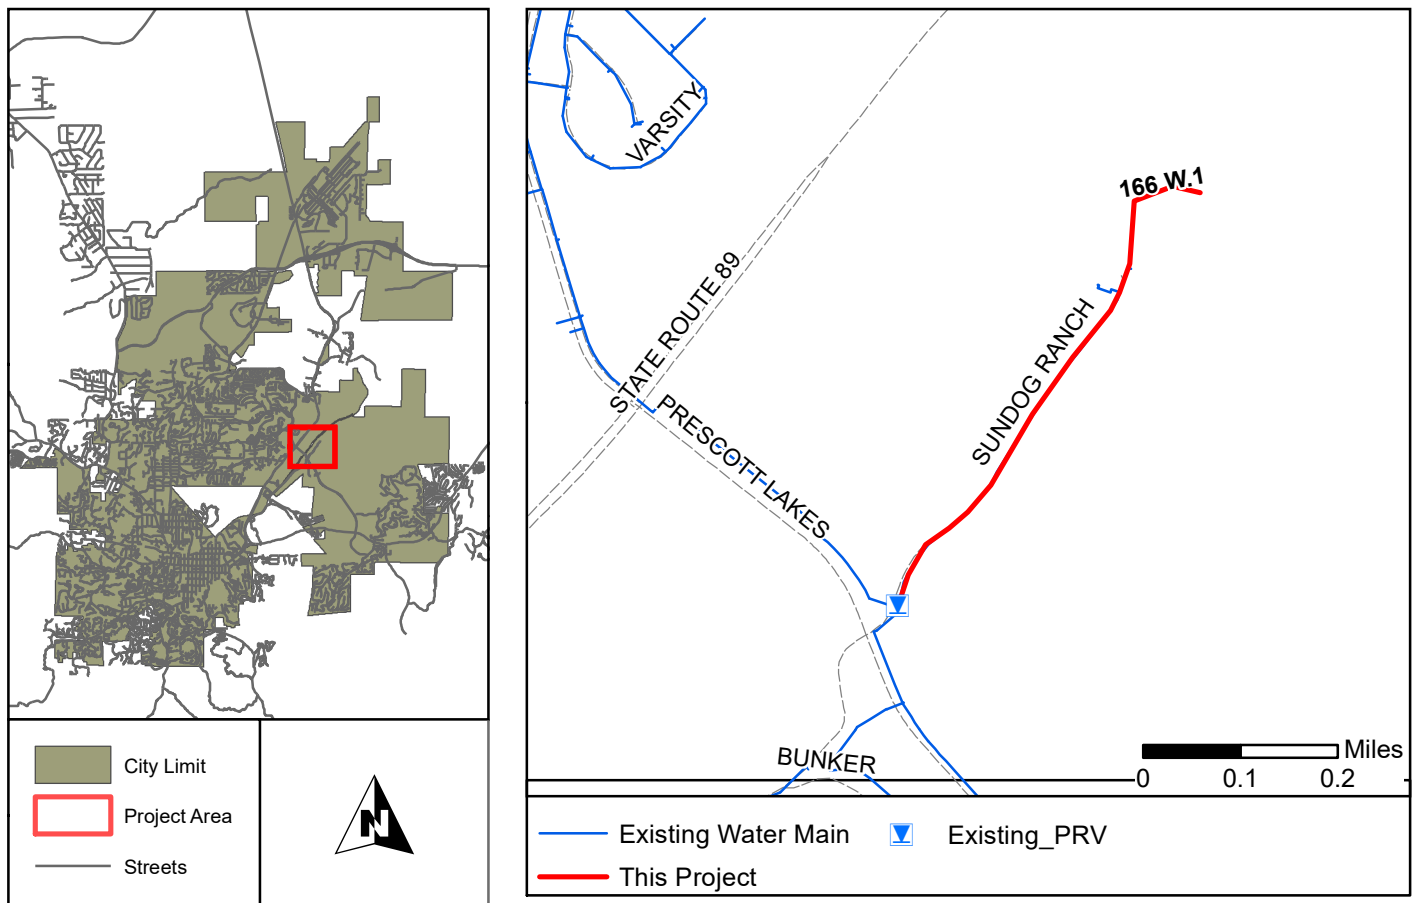 City Limit
Project Area
Streets
N
VARSITY
166 W.1
STATE ROUTE 89
SUNDOG RANCH
PRESCOTT LAKES
BUNKER
Miles
0 0.1 0.2
Existing Water Main
Existing_PRV
This Project